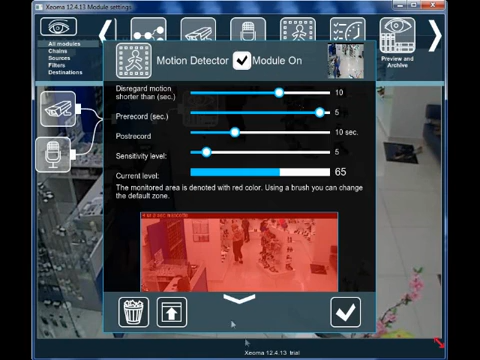 Xeoma 12.4.13 Module settings
All modules
Chains
Sources
Filters
Destinations
Preview and
Archive
Motion Detector
Module On
Disregard motion
shorter than (sec.)
10
Prerecord (sec.)
5
Postrecord
10 sec.
Sensitivity level:
5
Current level:
65
The monitored area is denoted with red color. Using a brush you can change
the default zone.
Xeoma 12.4.13 trial